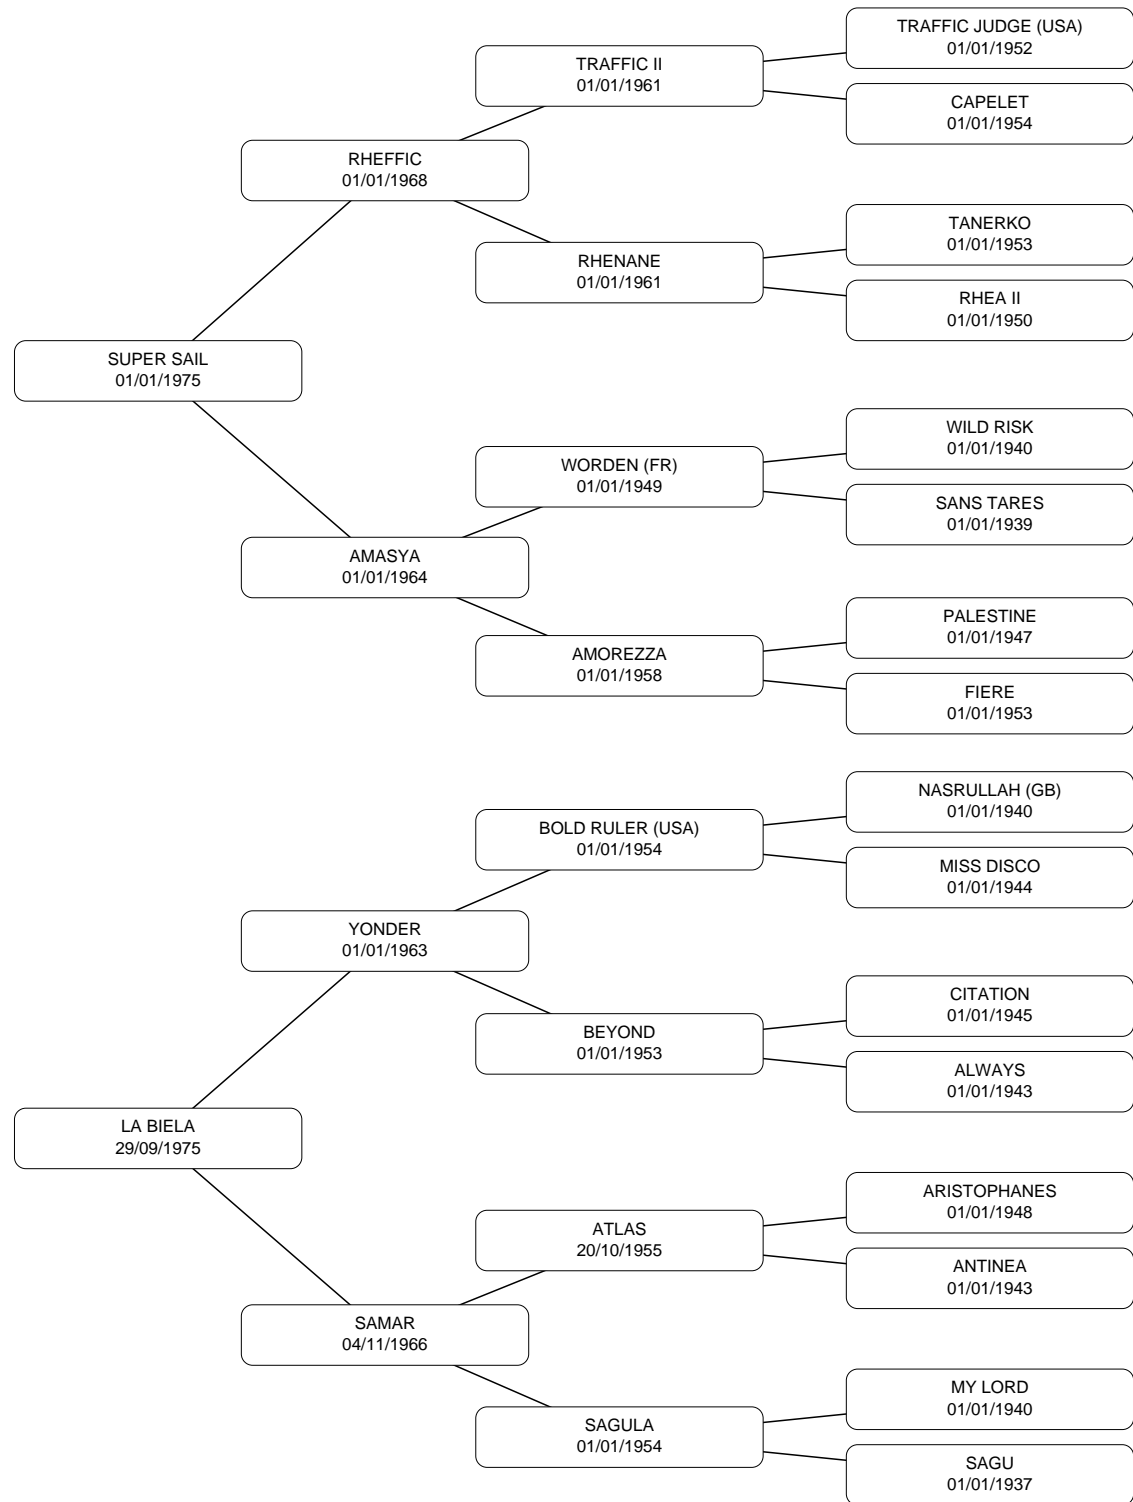 TRAFFIC JUDGE (USA)
01/01/1952
TRAFFIC II
01/01/1961
CAPELET
01/01/1954
RHEFFIC
01/01/1968
TANERKO
01/01/1953
RHENANE
01/01/1961
RHEA II
01/01/1950
SUPER SAIL
01/01/1975
WILD RISK
01/01/1940
WORDEN (FR)
01/01/1949
SANS TARES
01/01/1939
AMASYA
01/01/1964
PALESTINE
01/01/1947
AMOREZZA
01/01/1958
FIERE
01/01/1953
NASRULLAH (GB)
01/01/1940
BOLD RULER (USA)
01/01/1954
MISS DISCO
01/01/1944
YONDER
01/01/1963
CITATION
01/01/1945
BEYOND
01/01/1953
ALWAYS
01/01/1943
LA BIELA
29/09/1975
ARISTOPHANES
01/01/1948
ATLAS
20/10/1955
ANTINEA
01/01/1943
SAMAR
04/11/1966
MY LORD
01/01/1940
SAGULA
01/01/1954
SAGU
01/01/1937